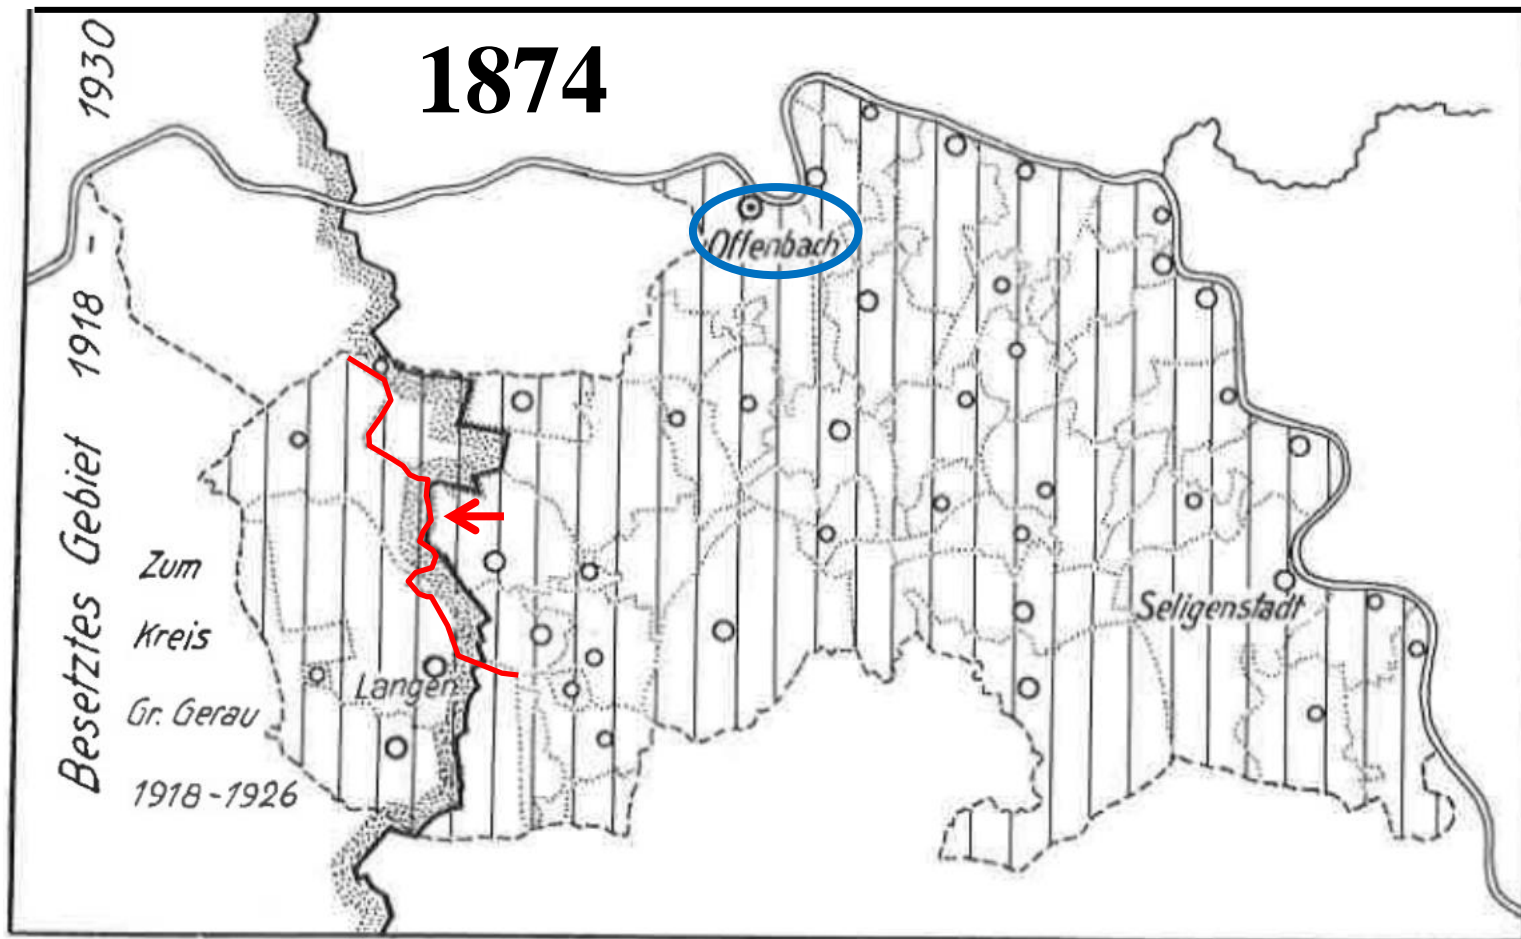 1874
Besetztes Gebiet 1918 - 1930
Offenbach
Zum
Kreis
Gr. Gerau
1918-1926
Langen
Seligenstadt